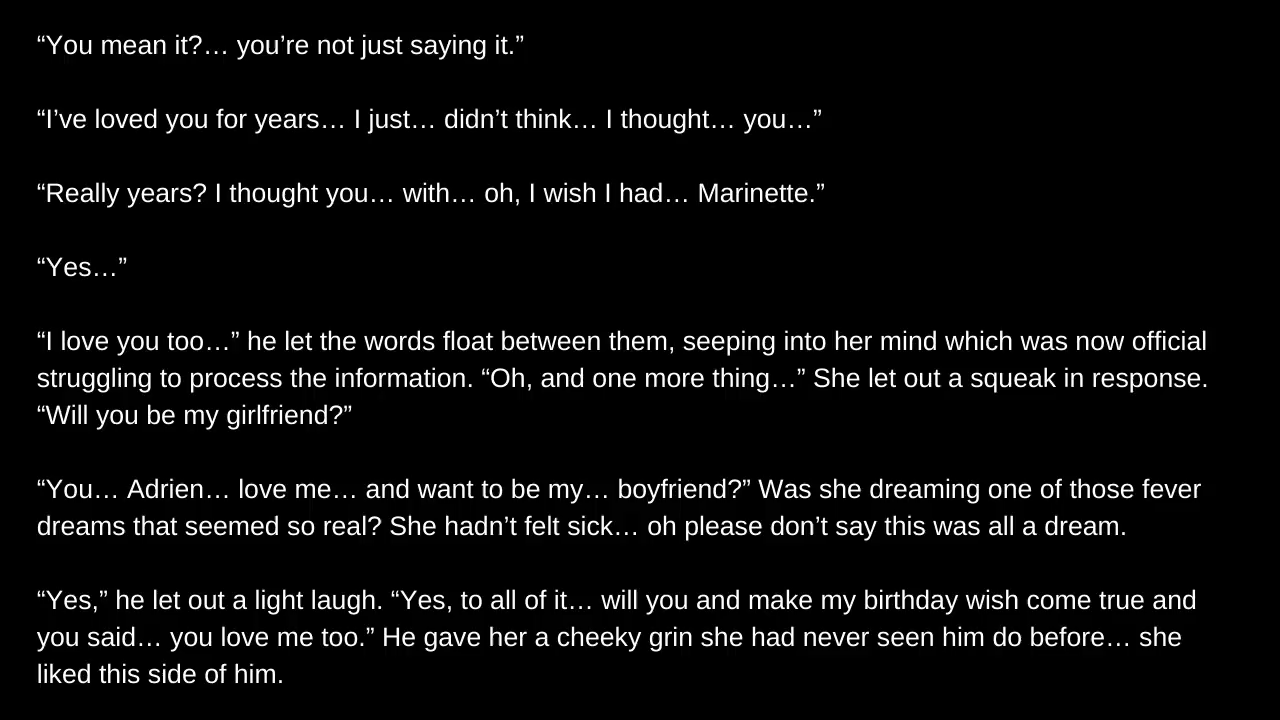 “You mean it?… you’re not just saying it.”
“I’ve loved you for years… I just… didn’t think… I thought… you…”
“Really years? I thought you… with… oh, I wish I had… Marinette.”
“Yes…”
“I love you too…” he let the words float between them, seeping into her mind which was now official
struggling to process the information. “Oh, and one more thing…” She let out a squeak in response.
“Will you be my girlfriend?”
“You… Adrien… love me… and want to be my… boyfriend?” Was she dreaming one of those fever
dreams that seemed so real? She hadn’t felt sick… oh please don’t say this was all a dream.
“Yes,” he let out a light laugh. “Yes, to all of it… will you and make my birthday wish come true and
you said… you love me too.” He gave her a cheeky grin she had never seen him do before… she
liked this side of him.